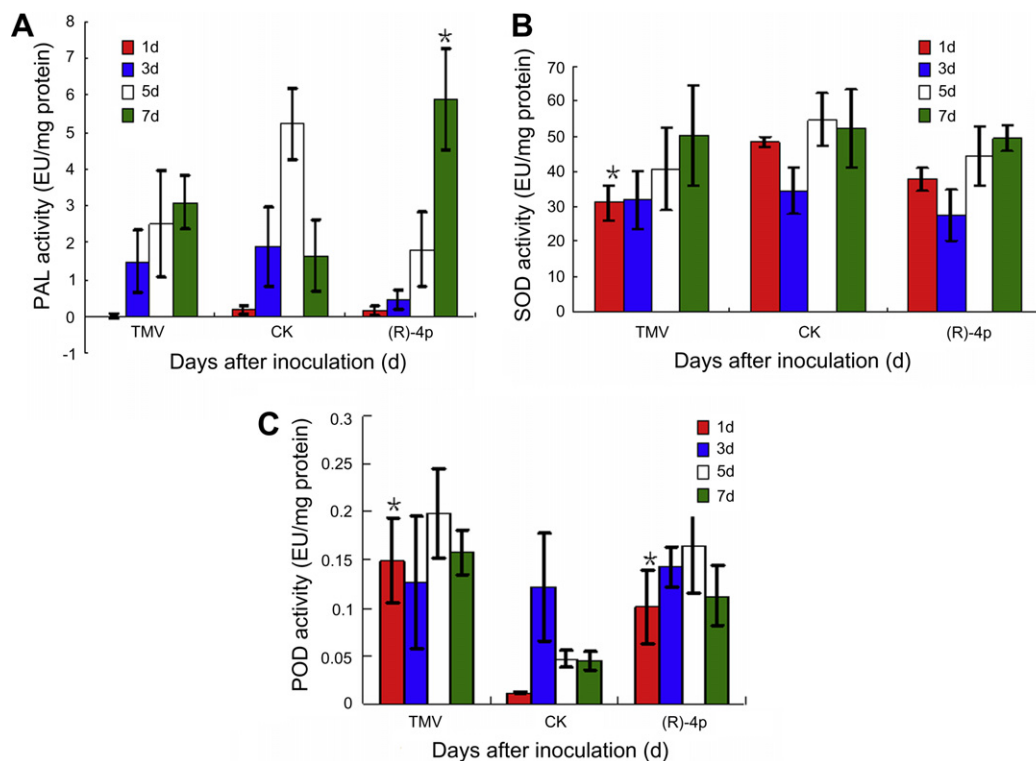 A
PAL activity (EU/mg protein)
8
7
6
5
4
3
2
1
0
-1
1d
3d
5d
7d
*
TMV CK (R)-4p
Days after inoculation (d)
B
SOD activity (EU/mg protein)
70
60
50
40
30
20
10
0
1d
3d
5d
7d
*
TMV CK (R)-4p
Days after inoculation (d)
C
POD activity (EU/mg protein)
0.3
0.25
0.2
0.15
0.1
0.05
0
1d
3d
5d
7d
* *
TMV CK (R)-4p
Days after inoculation (d)